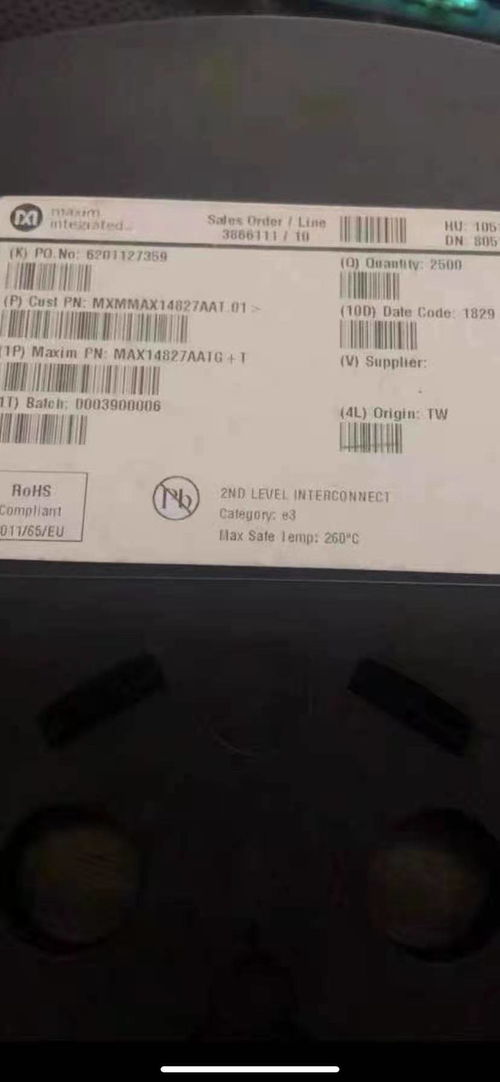 maxim
integrated™
Sales Order / Line
3866111 / 10
HU: 105
DN: 805
(K) PO.No: 6201127359
(Q) Quantity: 2500
(P) Cust PN: MXMMAX14827AAT.01 >
(10D) Date Code: 1829
(1P) Maxim PN: MAX14827AATG+T
(V) Supplier:
1T) Batch: 0003900006
(4L) Origin: TW
RoHS
Compliant
011/65/EU
Pb
2ND LEVEL INTERCONNECT
Category: e3
Max Safe Temp: 260°C